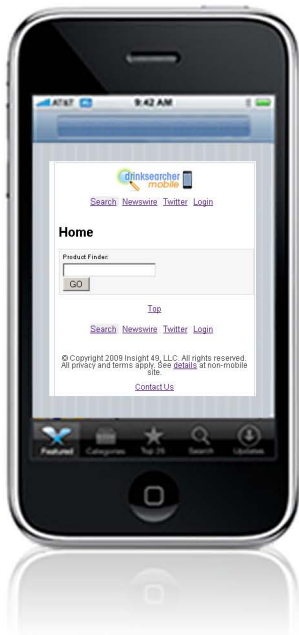 AT&T 9:42 AM
drinksearcher
mobile
Search Newswire Twitter Login
Home
Product Finder:
GO
Top
Search Newswire Twitter Login
© Copyright 2009 Insight 49, LLC. All rights reserved.
All privacy and terms apply. See details at non-mobile
site.
Contact Us
Featured Categories Top 25 Search Updates